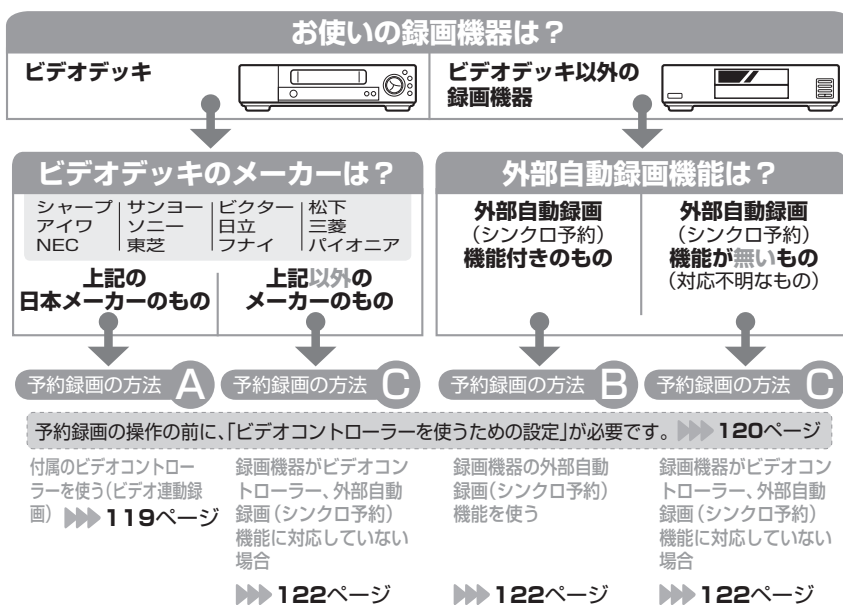 お使いの録画機器は？
ビデオデッキ
ビデオデッキ以外の
録画機器
ビデオデッキのメーカーは？
シャープ サンヨー ビクター 松下
アイワ ソニー 日立 三菱
NEC 東芝 フナイ パイオニア
上記の
日本メーカーのもの
上記以外の
メーカーのもの
外部自動録画機能は？
外部自動録画
（シンクロ予約）
機能付きのもの
外部自動録画
（シンクロ予約）
機能が無いもの
（対応不明なもの）
予約録画の方法 A
予約録画の方法 C
予約録画の方法 B
予約録画の方法 C
予約録画の操作の前に、「ビデオコントローラーを使うための設定」が必要です。 120ページ
付属のビデオコントロー
ラーを使う（ビデオ連動録
画） 119ページ
録画機器がビデオコン
トローラー、外部自動
録画（シンクロ予約）
機能に対応していない
場合
122ページ
録画機器の外部自動
録画（シンクロ予約）
機能を使う
122ページ
録画機器がビデオコン
トローラー、外部自動
録画（シンクロ予約）
機能に対応していない
場合
122ページ